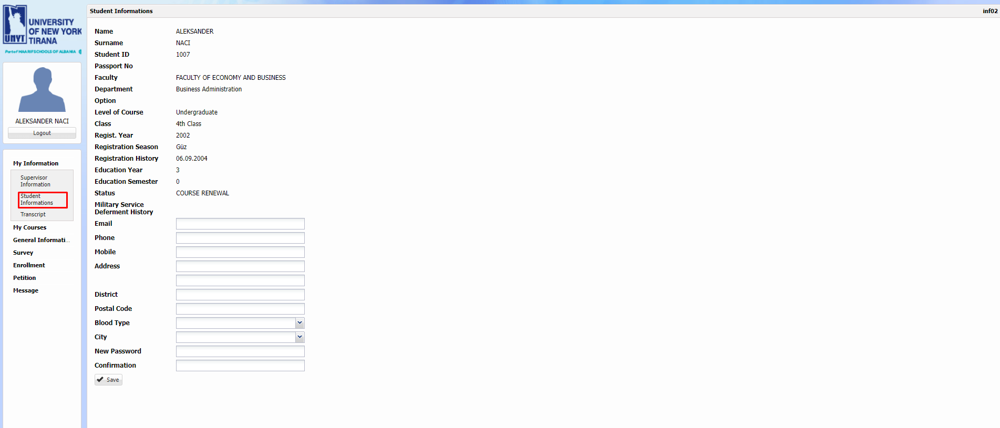 UNIVERSITY
OF NEW YORK
TIRANA
UNYT
Part of MAARIF SCHOOLS OF ALBANIA
ALEKSANDER NACI
Logout
My Information
Supervisor
Information
Student
Informations
Transcript
My Courses
General Informati...
Survey
Enrollment
Petition
Message
Student Informations inf02
Name ALEKSANDER
Surname NACI
Student ID 1007
Passport No
Faculty FACULTY OF ECONOMY AND BUSINESS
Department Business Administration
Option
Level of Course Undergraduate
Class 4th Class
Regist. Year 2002
Registration Season Güz
Registration History 06.09.2004
Education Year 3
Education Semester 0
Status COURSE RENEWAL
Military Service
Deferment History
Email
Phone
Mobile
Address
District
Postal Code
Blood Type
City
New Password
Confirmation
Save